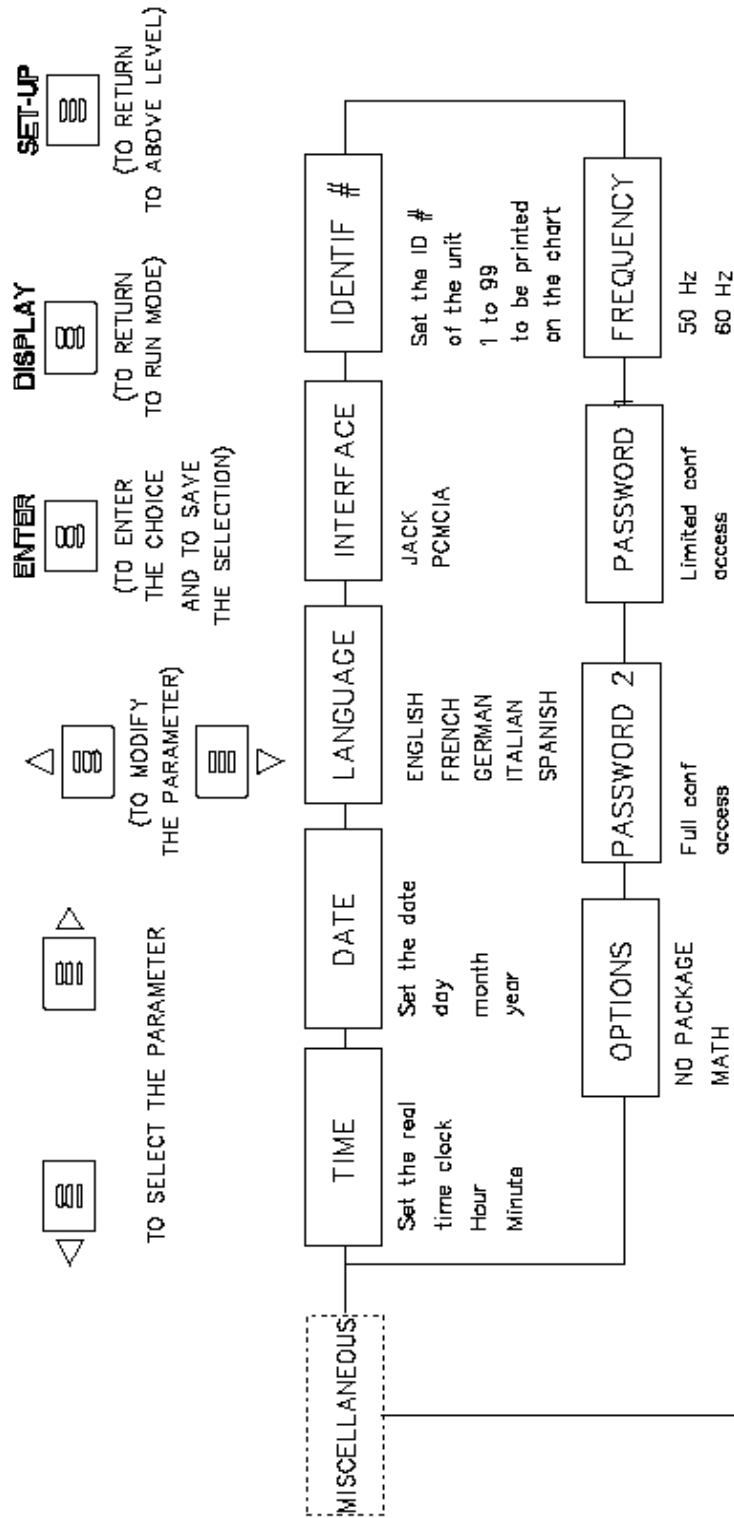 TO SELECT THE PARAMETER
(TO MODIFY
THE PARAMETER)
ENTER
(TO ENTER
THE CHOICE
AND TO SAVE
THE SELECTION)
DISPLAY
(TO RETURN
TO RUN MODE)
SET-UP
(TO RETURN
TO ABOVE LEVEL)
MISCELLANEOUS
TIME
Set the real
time clock
Hour
Minute
DATE
Set the date
day
month
year
LANGUAGE
ENGLISH
FRENCH
GERMAN
ITALIAN
SPANISH
INTERFACE
JACK
PCMCIA
IDENTIF #
Set the ID #
of the unit
1 to 99
to be printed
on the chart
OPTIONS
NO PACKAGE
MATH
PASSWORD 2
Full conf
access
PASSWORD 1
Limited conf
access
FREQUENCY
50 Hz
60 Hz